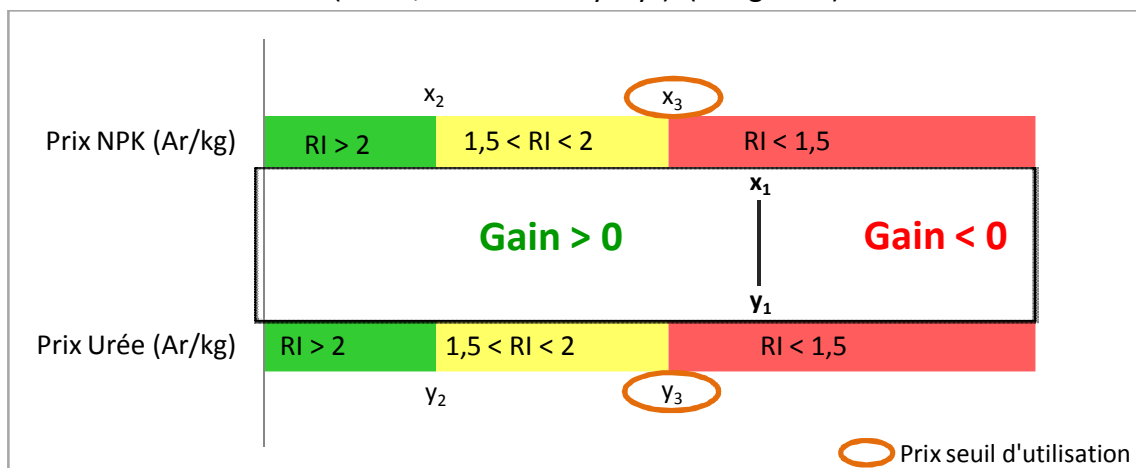 x₂ x₃
Prix NPK (Ar/kg) RI > 2 1,5 < RI < 2 RI < 1,5
x₁
Gain > 0 Gain < 0
y₁
Prix Urée (Ar/kg) RI > 2 1,5 < RI < 2 RI < 1,5
y₂ y₃
Prix seuil d'utilisation